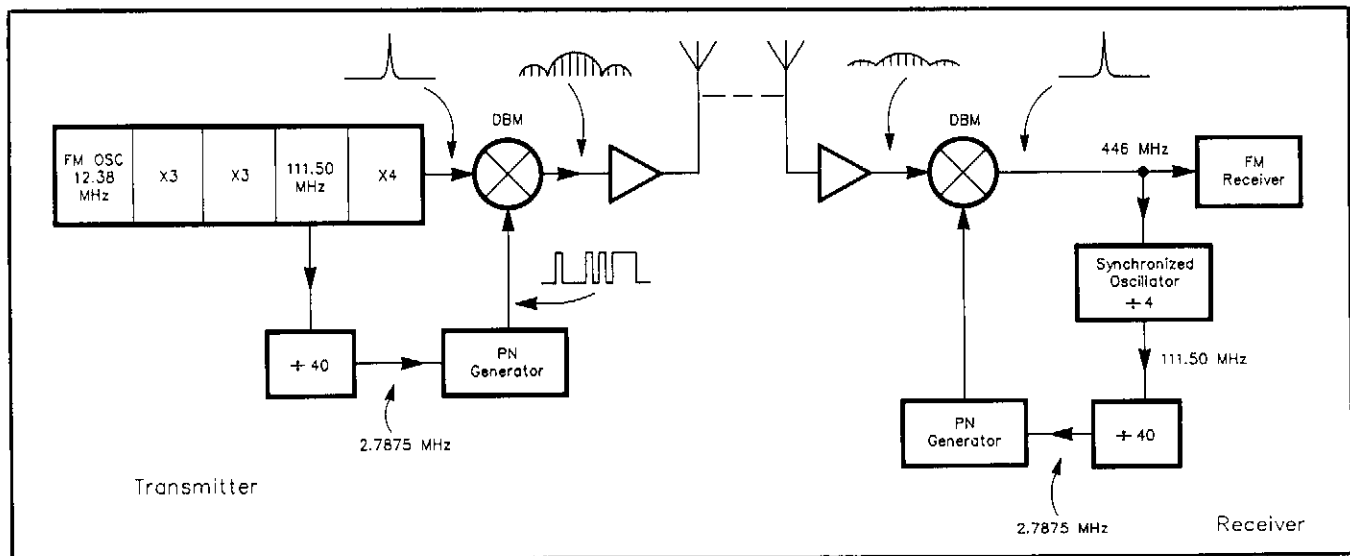 DBM
DBM
FM OSC
12.38
MHz
X3
X3
111.50
MHz
X4
446 MHz
FM
Receiver
Synchronized
Oscillator
÷ 4
÷ 40
PN
Generator
111.50 MHz
2.7875 MHz
PN
Generator
÷ 40
Transmitter
2.7875 MHz
Receiver